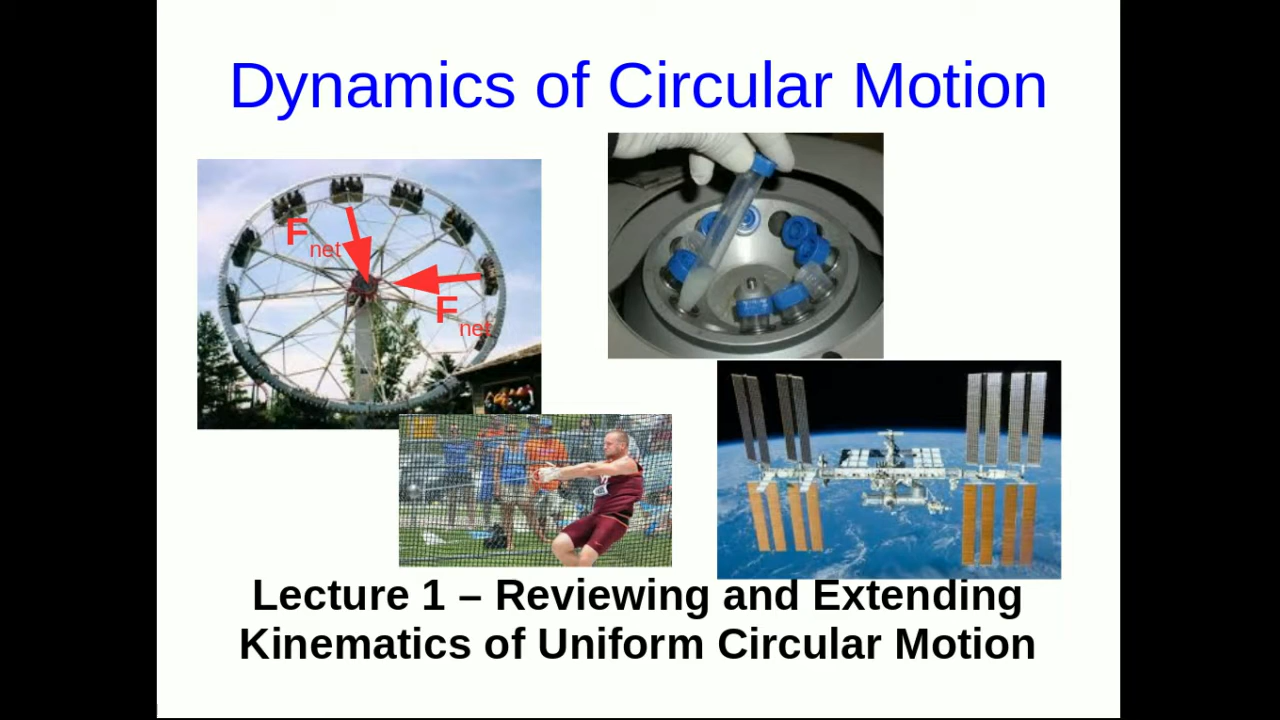 Dynamics of Circular Motion
F net
F net
Lecture 1 – Reviewing and Extending
Kinematics of Uniform Circular Motion